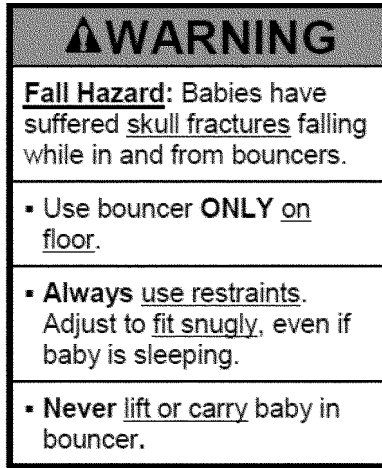 ⚠WARNING
Fall Hazard: Babies have
suffered skull fractures falling
while in and from bouncers.
▪ Use bouncer ONLY on
floor.
▪ Always use restraints.
Adjust to fit snugly, even if
baby is sleeping.
▪ Never lift or carry baby in
bouncer.